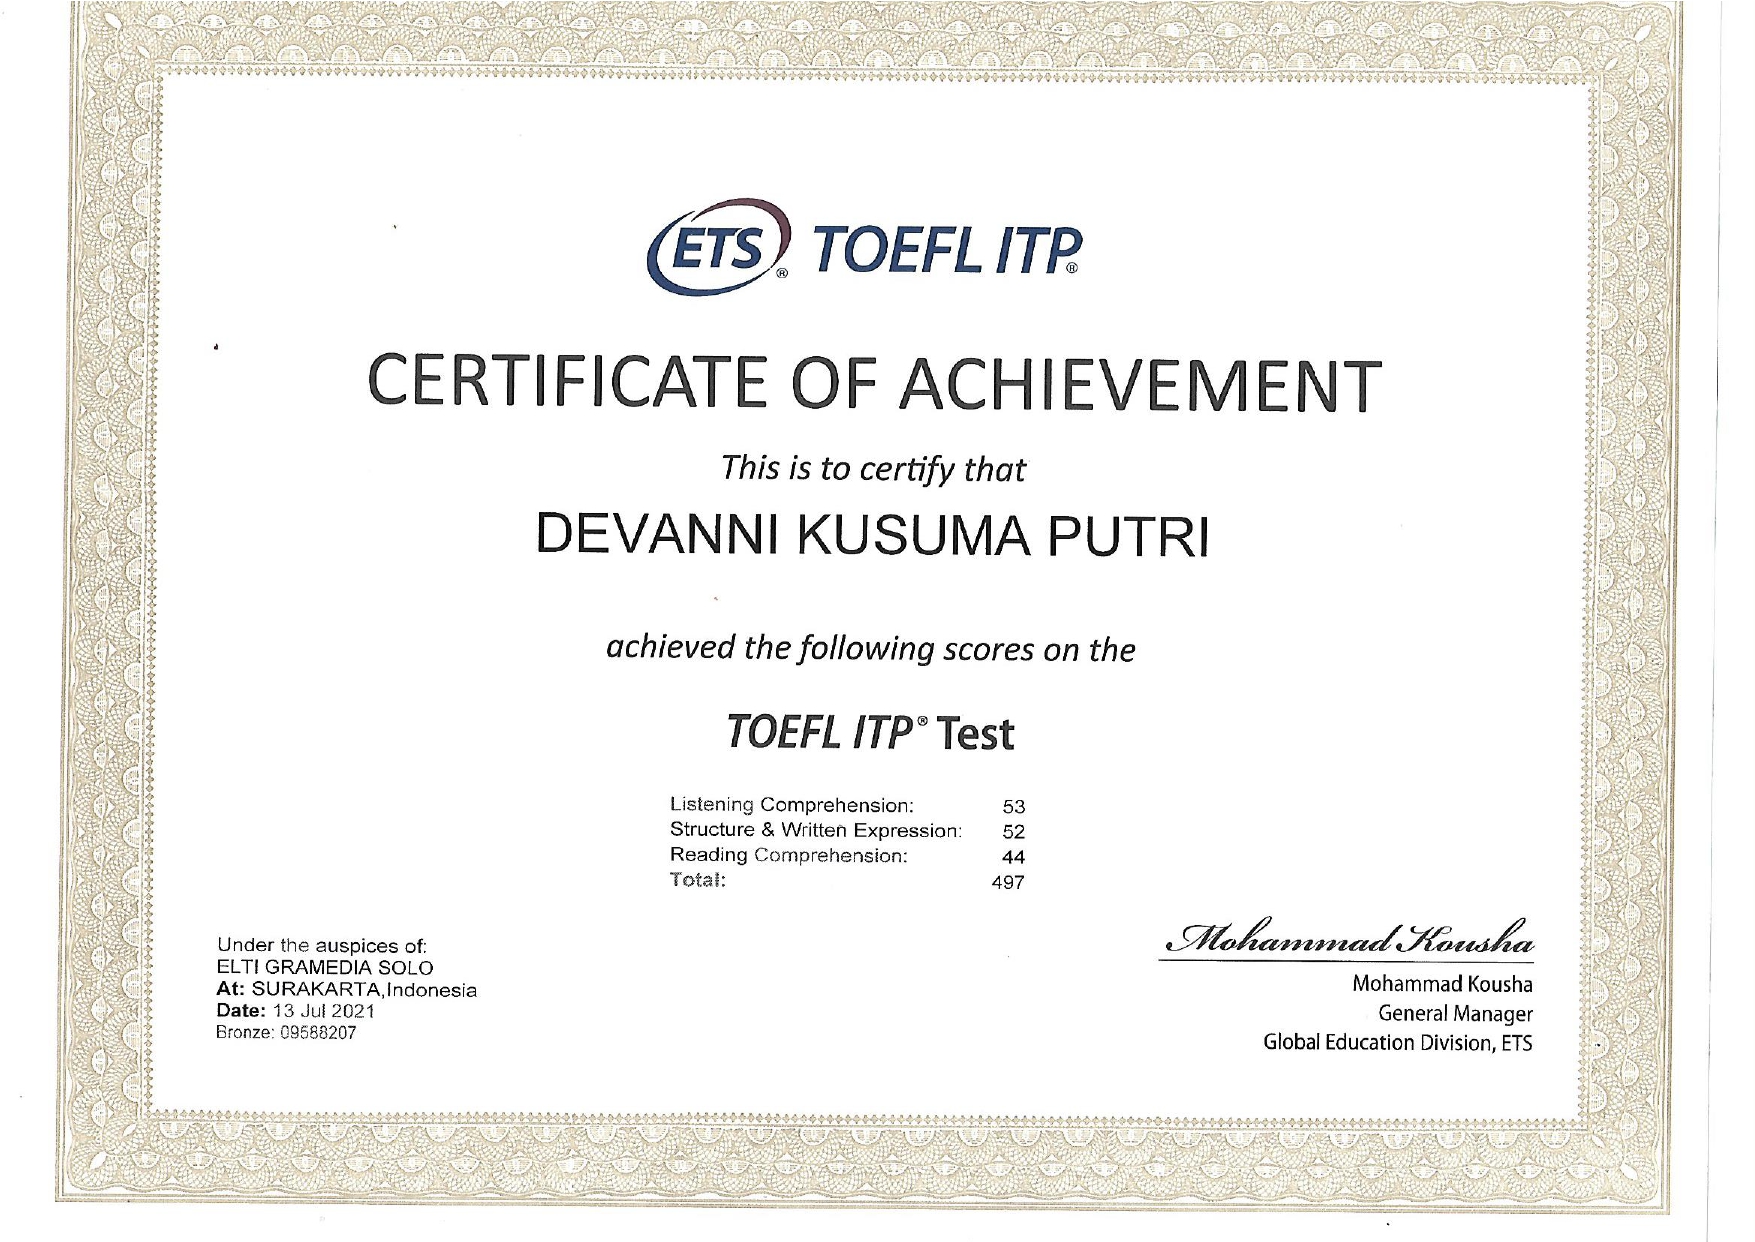 ETS® TOEFL ITP®
CERTIFICATE OF ACHIEVEMENT
This is to certify that
DEVANNI KUSUMA PUTRI
achieved the following scores on the
TOEFL ITP® Test
Listening Comprehension: 53
Structure & Written Expression: 52
Reading Comprehension: 44
Total: 497
Under the auspices of:
ELTI GRAMEDIA SOLO
At: SURAKARTA,Indonesia
Date: 13 Jul 2021
Bronze: 09588207
Mohammad Kousha
Mohammad Kousha
General Manager
Global Education Division, ETS